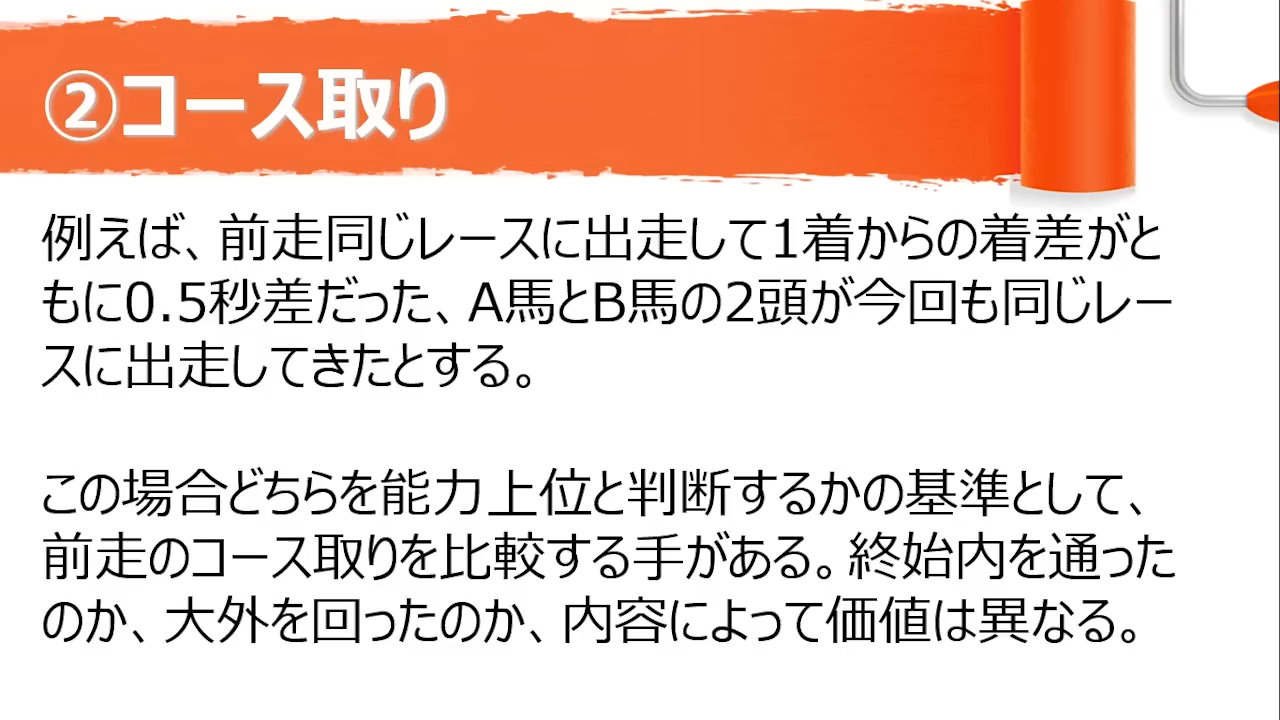 ②コース取り
例えば、前走同じレースに出走して1着からの着差がと
もに0.5秒差だった、A馬とB馬の2頭が今回も同じレー
スに出走してきたとする。
この場合どちらを能力上位と判断するかの基準として、
前走のコース取りを比較する手がある。終始内を通った
のか、大外を回ったのか、内容によって価値は異なる。